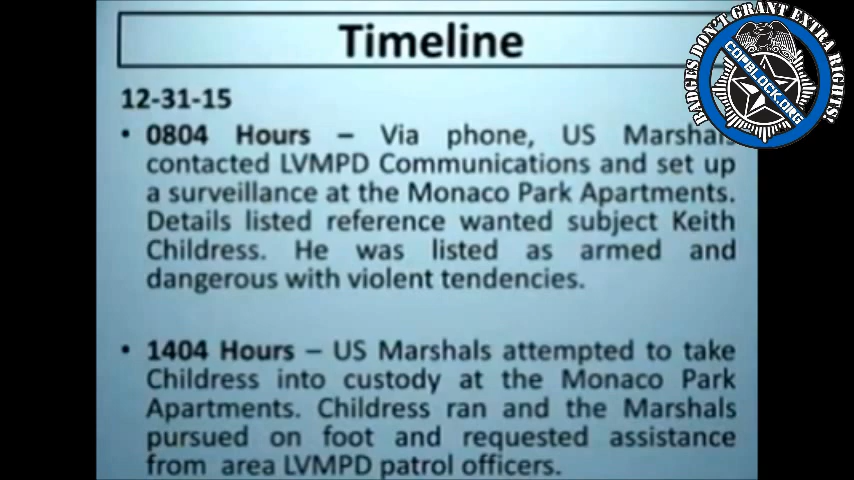 Timeline
12-31-15
• 0804 Hours – Via phone, US Marshals
contacted LVMPD Communications and set up
a surveillance at the Monaco Park Apartments.
Details listed reference wanted subject Keith
Childress. He was listed as armed and
dangerous with violent tendencies.
• 1404 Hours – US Marshals attempted to take
Childress into custody at the Monaco Park
Apartments. Childress ran and the Marshals
pursued on foot and requested assistance
from area LVMPD patrol officers.
BADGES DON'T GRANT EXTRA RIGHTS!
COPBLOCK.ORG